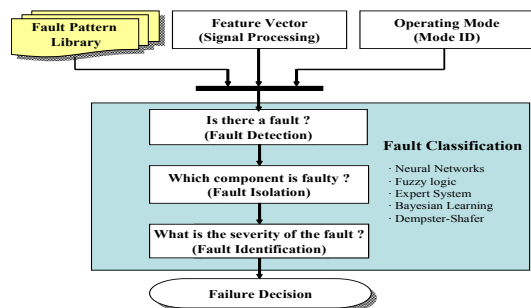 Fault Pattern
Library
Feature Vector
(Signal Processing)
Operating Mode
(Mode ID)
Is there a fault ?
(Fault Detection)
Which component is faulty ?
(Fault Isolation)
What is the severity of the fault ?
(Fault Identification)
Fault Classification
· Neural Networks
· Fuzzy logic
· Expert System
· Bayesian Learning
· Dempster-Shafer
Failure Decision